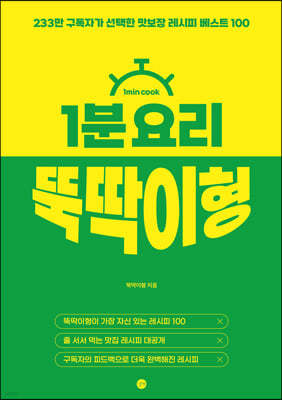 233만 구독자가 선택한 맛보장 레시피 베스트 100
1min cook
1분 요리
뚝딱이형
뚝딱이형 지음
뚝딱이형이 가장 자신 있는 레시피 100
줄 서서 먹는 맛집 레시피 대공개
구독자의 피드백으로 더욱 완벽해진 레시피